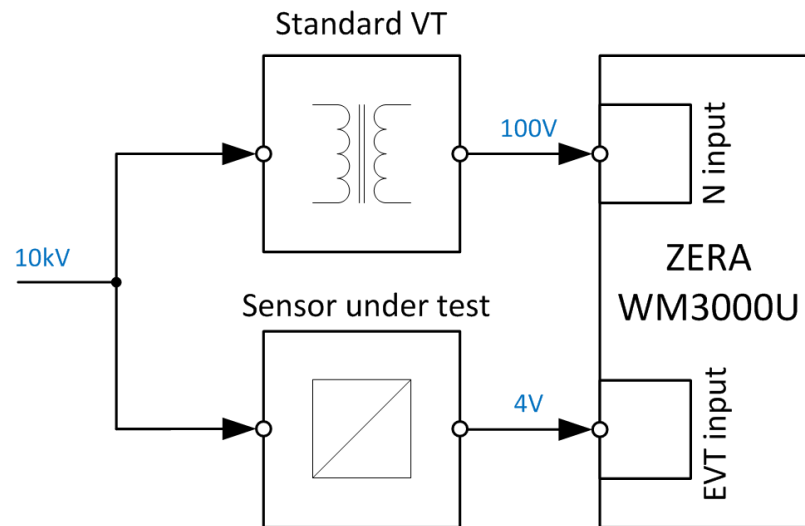 Standard VT
100V
N input
10kV
ZERA
WM3000U
Sensor under test
4V
EVT input